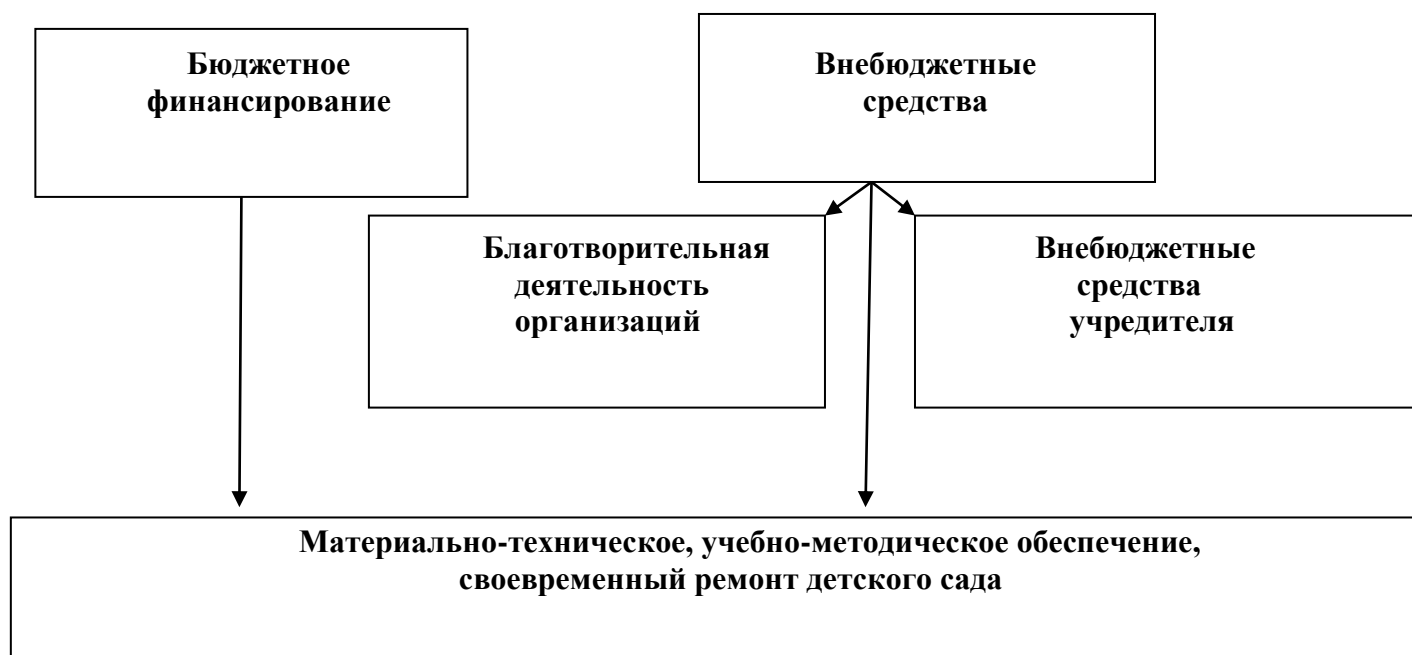 Бюджетное
финансирование
Внебюджетные
средства
Благотворительная
деятельность
организаций
Внебюджетные
средства
учредителя
Материально-техническое, учебно-методическое обеспечение,
своевременный ремонт детского сада